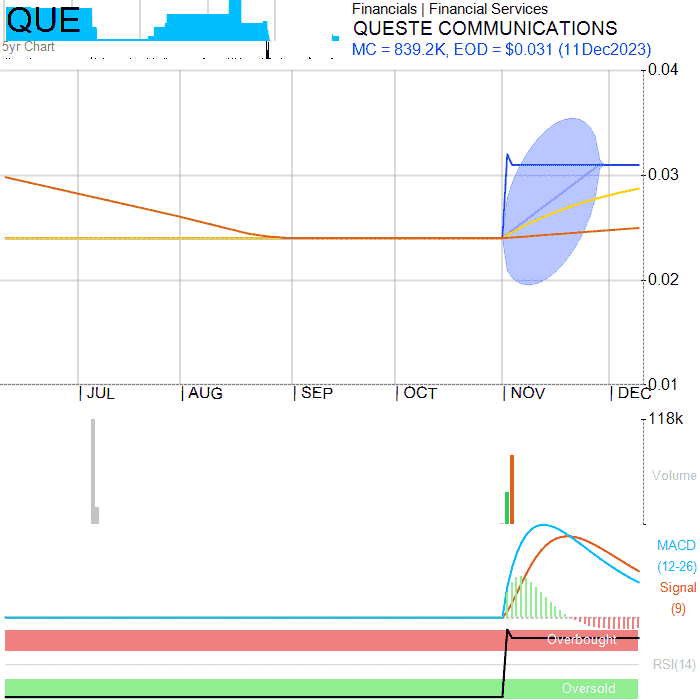 QUE
5yr Chart
Financials | Financial Services
QUESTE COMMUNICATIONS
MC = 839.2K, EOD = $0.031 (11Dec2023)
0.04
0.03
0.02
0.01
JUL
AUG
SEP
OCT
NOV
DEC
118k
Volume
MACD
(12-26)
Signal
(9)
Overbought
RSI(14)
Oversold